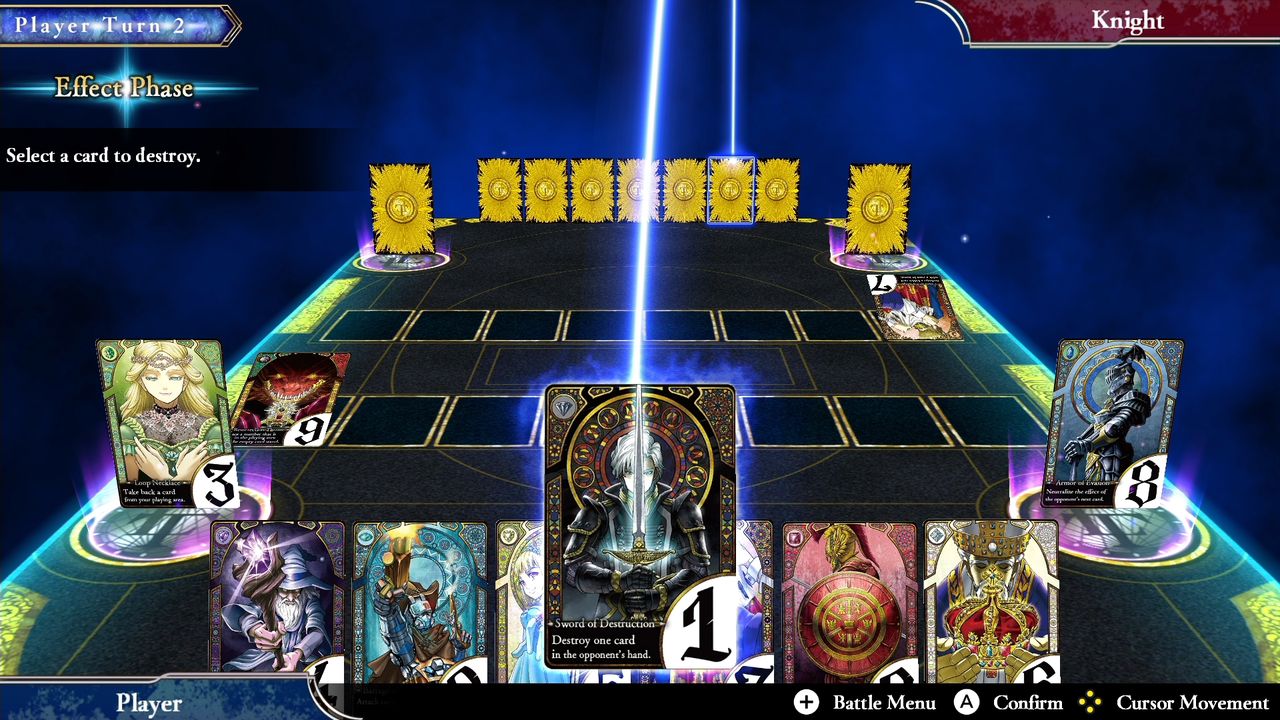 Player Turn 2
Knight
Effect Phase
Select a card to destroy.
7
9
Loop Necklace
Take back a card
from your playing area.
3
Armor of Evasion
Neutralize the effect of
the opponent's next card.
8
Sword of Destruction
Destroy one card
in the opponent's hand.
1
Player
+ Battle Menu
A Confirm
Cursor Movement